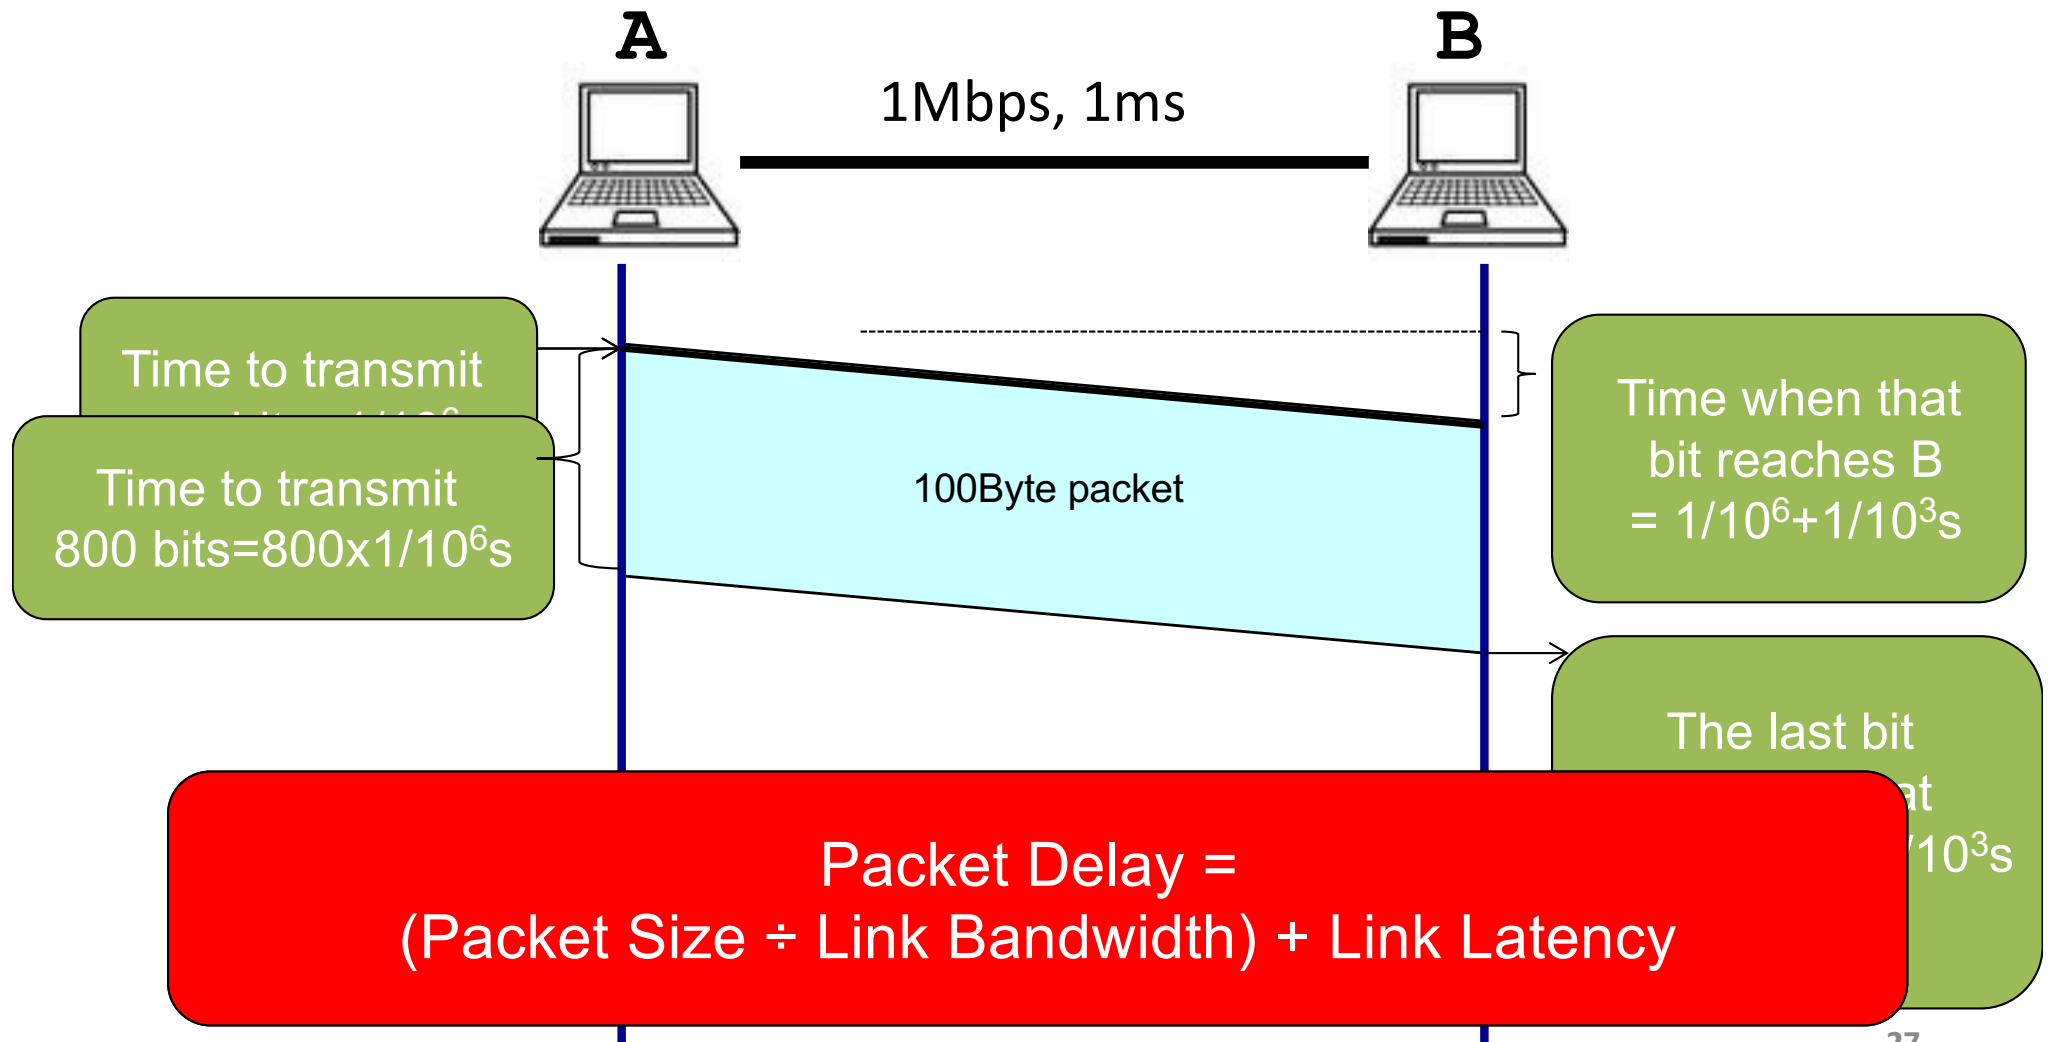 A
B
1Mbps, 1ms
Time to transmit
Time to transmit
800 bits=800x1/10⁶s
100Byte packet
Time when that
bit reaches B
= 1/10⁶+1/10³s
The last bit
at
/10³s
Packet Delay =
(Packet Size ÷ Link Bandwidth) + Link Latency